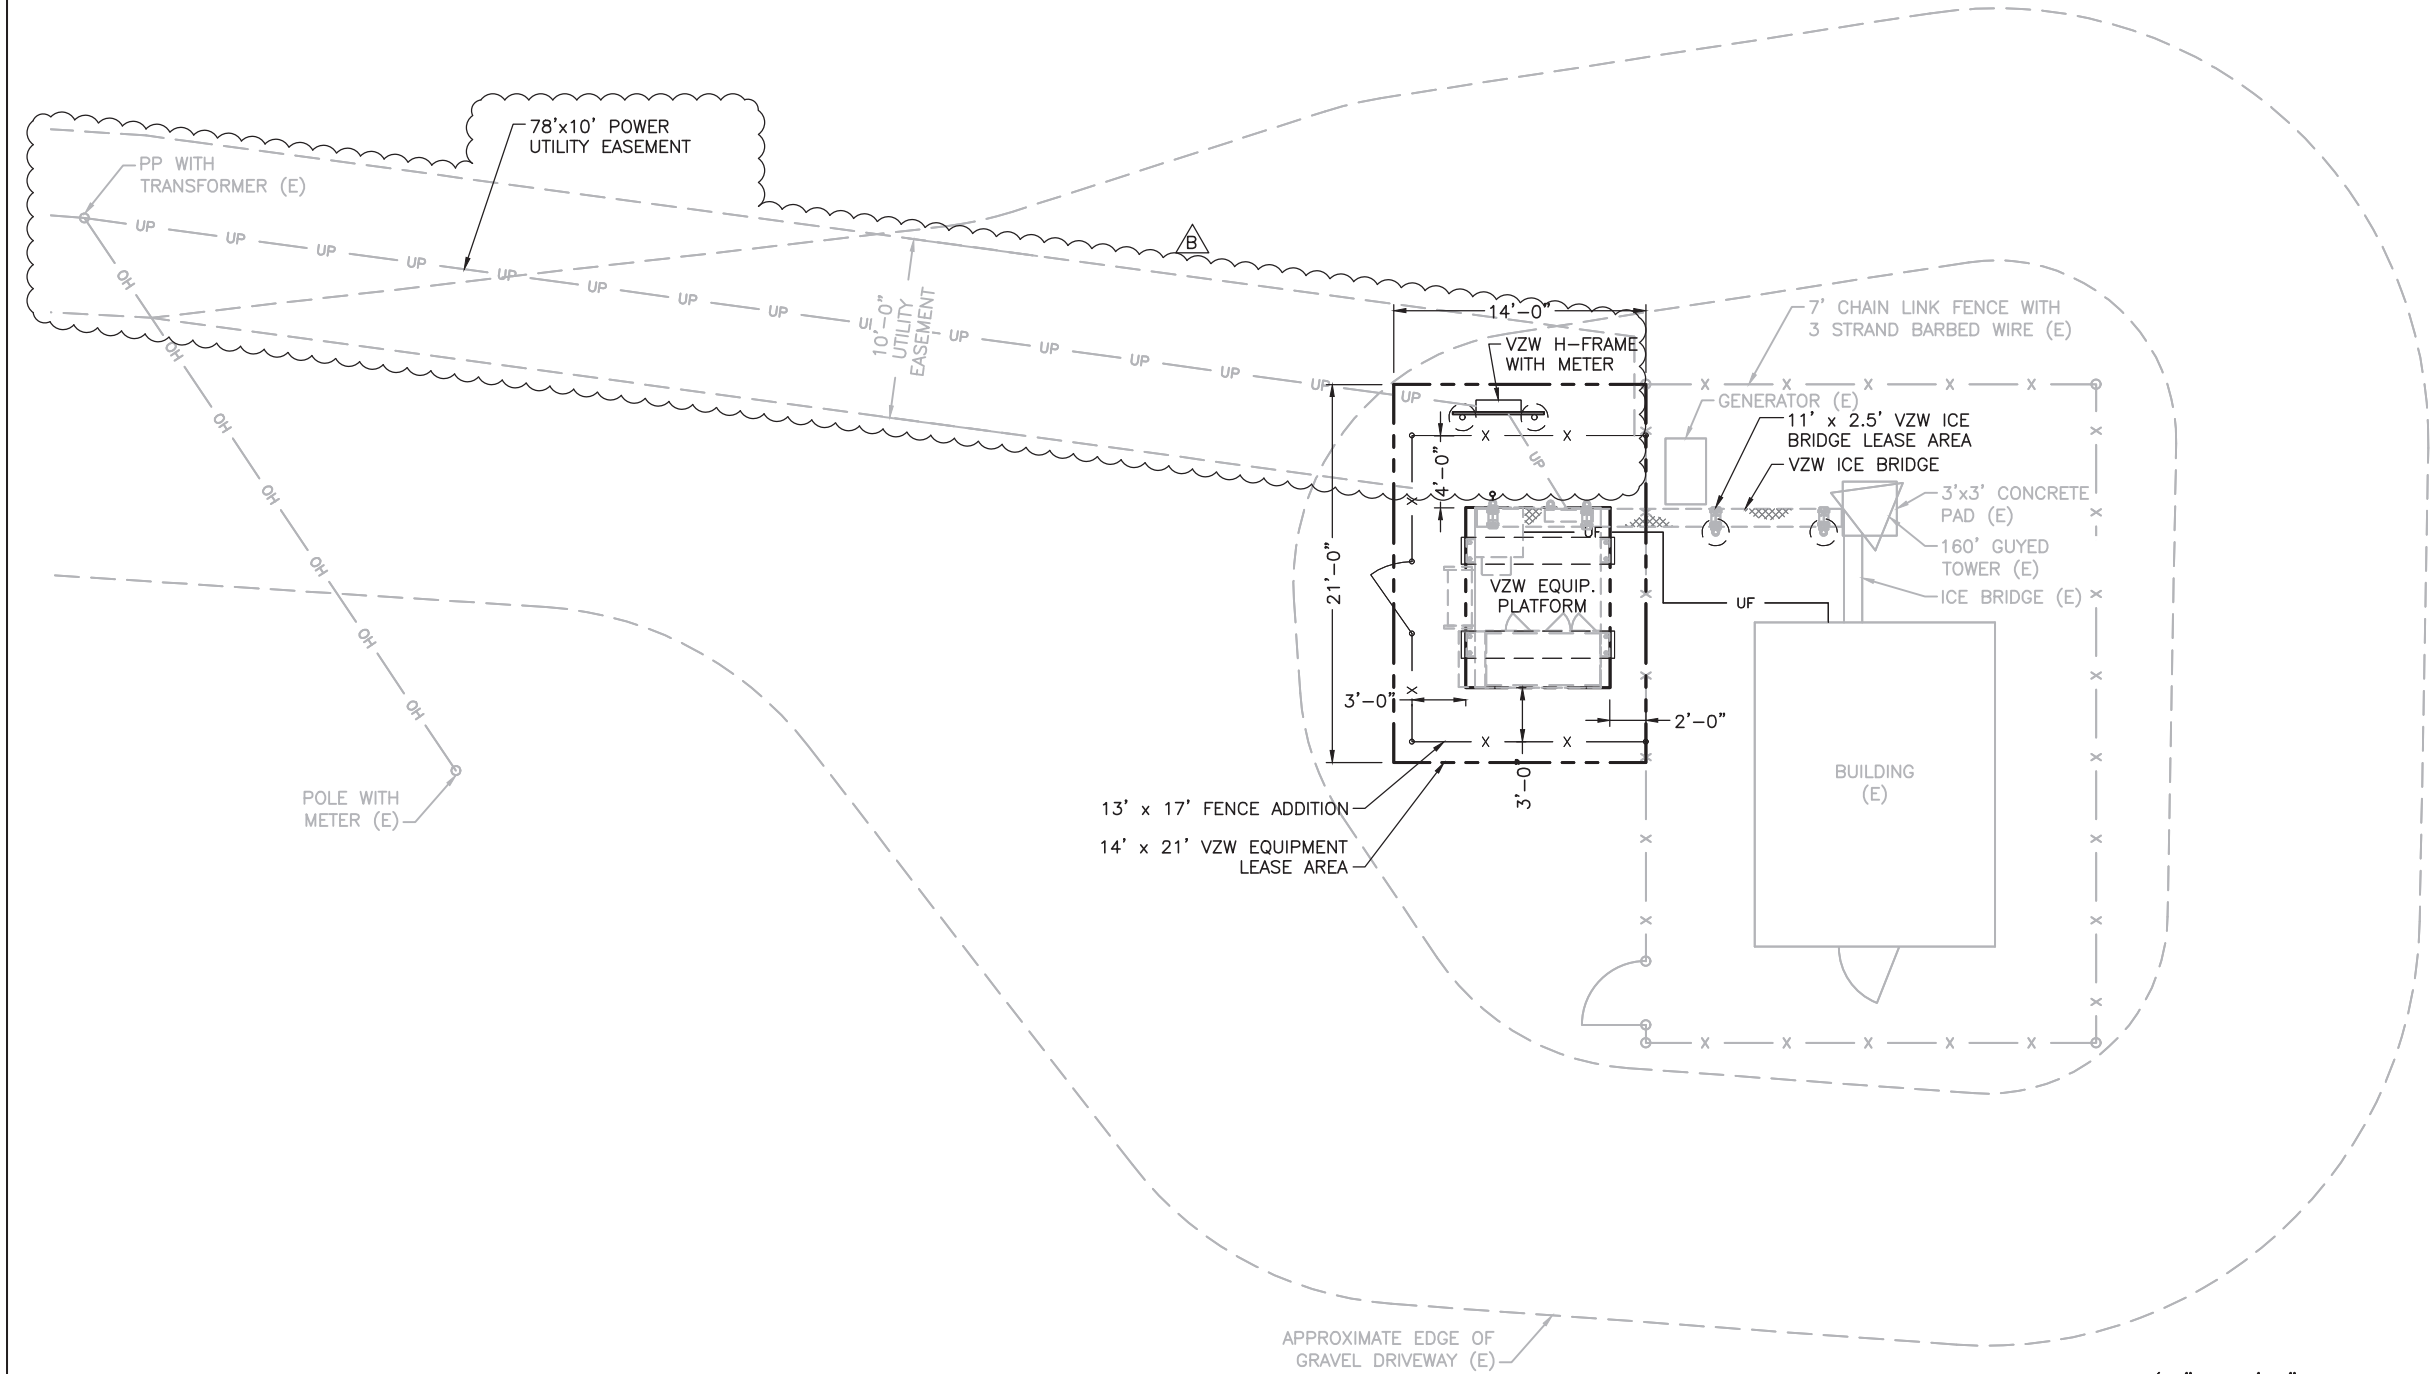 78'x10' POWER
UTILITY EASEMENT
PP WITH
TRANSFORMER (E)
UP UP UP UP UP UP UP UP UP UP UP UP UP UP
OH OH OH OH OH OH OH
B
10'-0"
UTILITY
EASEMENT
14'-0"
VZW H-FRAME
WITH METER
7' CHAIN LINK FENCE WITH
3 STRAND BARBED WIRE (E)
GENERATOR (E)
11' x 2.5' VZW ICE
BRIDGE LEASE AREA
VZW ICE BRIDGE
3'x3' CONCRETE
PAD (E)
160' GUYED
TOWER (E)
ICE BRIDGE (E)
4'-0"
UP
UF
UF
21'-0"
VZW EQUIP.
PLATFORM
3'-0"
2'-0"
3'-0"
BUILDING
(E)
POLE WITH
METER (E)
13' x 17' FENCE ADDITION
14' x 21' VZW EQUIPMENT
LEASE AREA
APPROXIMATE EDGE OF
GRAVEL DRIVEWAY (E)